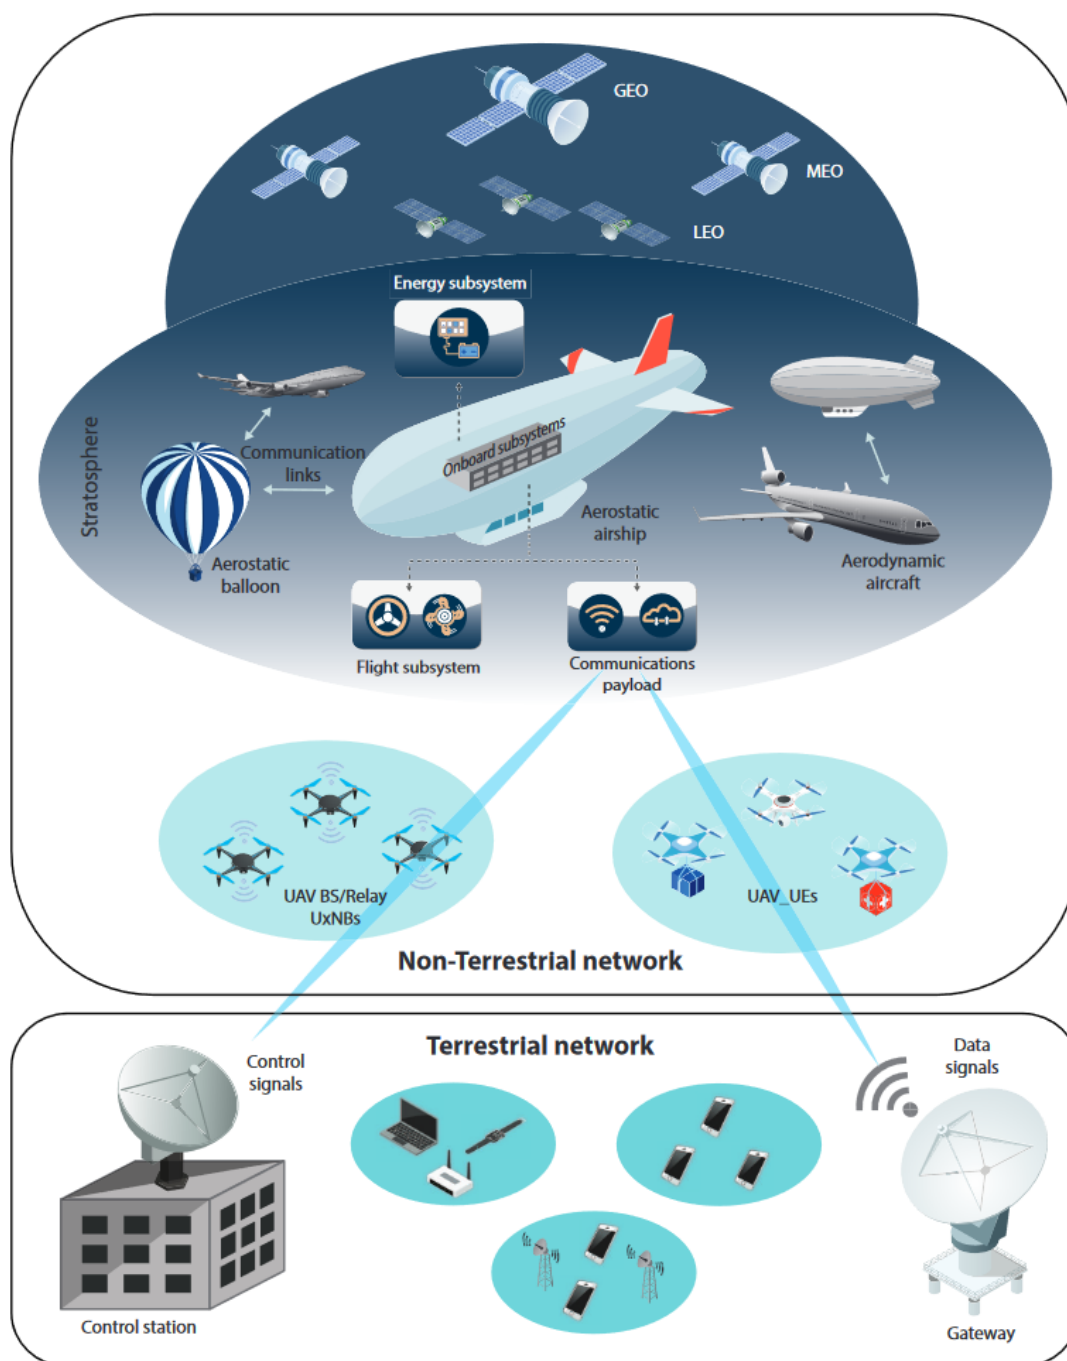 GEO
MEO
LEO
Energy subsystem
Stratosphere
Onboard subsystems
Communication
links
Aerostatic
airship
Aerostatic
balloon
Aerodynamic
aircraft
Flight subsystem
Communications
payload
UAV BS/Relay
UxNBs
UAV_UEs
Non-Terrestrial network
Terrestrial network
Control
signals
Data
signals
Control station
Gateway